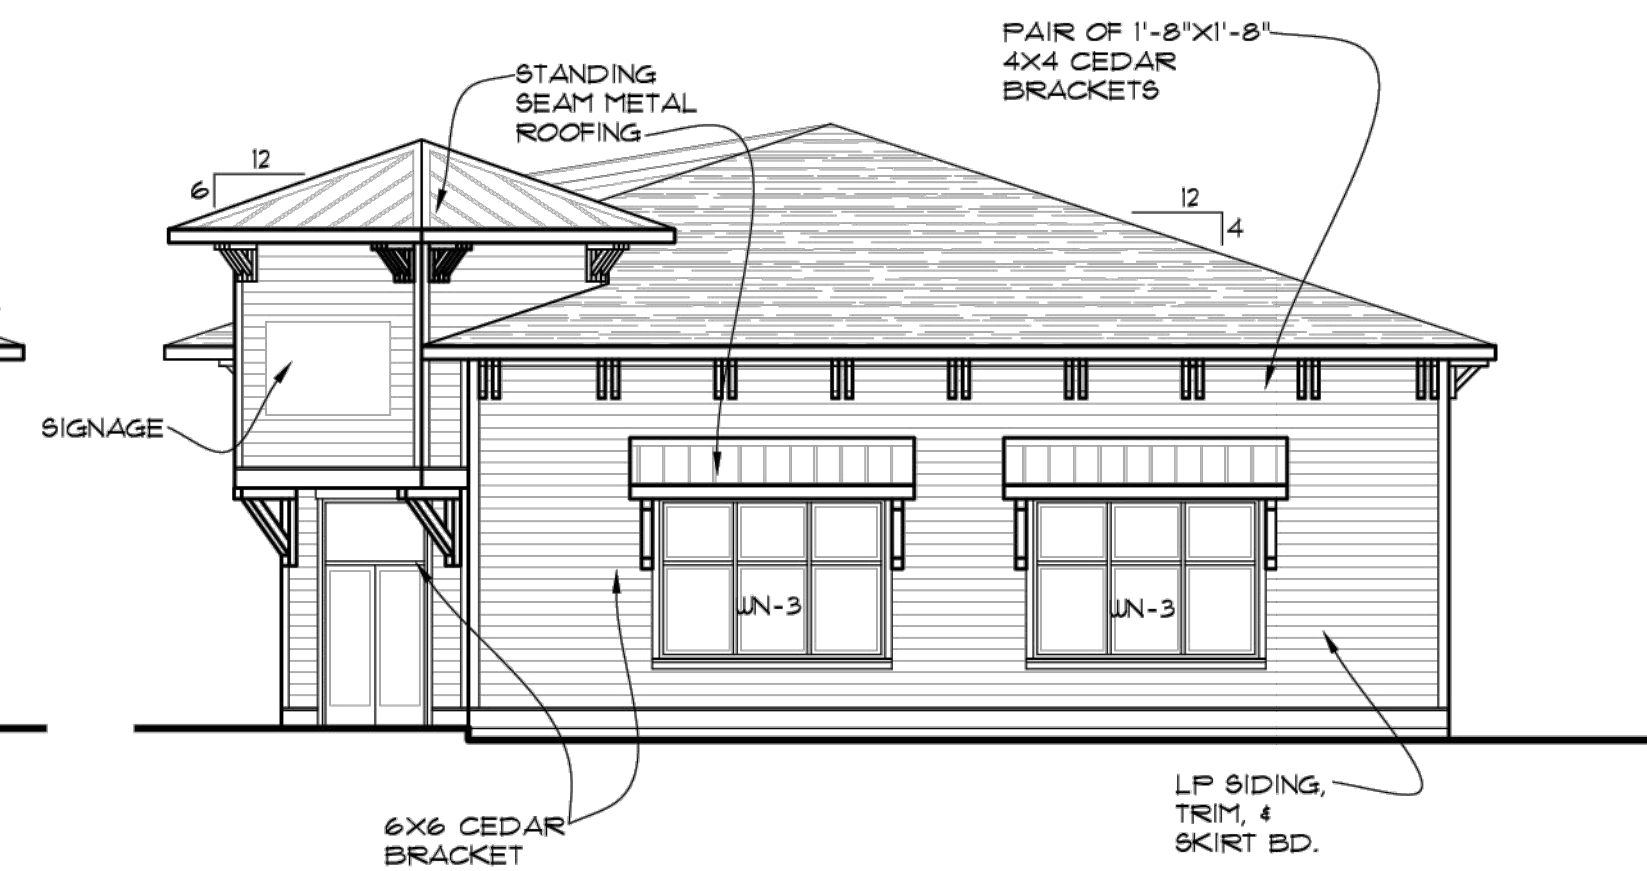 PAIR OF 1'-8"X1'-8"
4X4 CEDAR
BRACKETS
STANDING
SEAM METAL
ROOFING
12
6
12
4
SIGNAGE
WN-3
WN-3
6X6 CEDAR
BRACKET
LP SIDING,
TRIM, &
SKIRT BD.